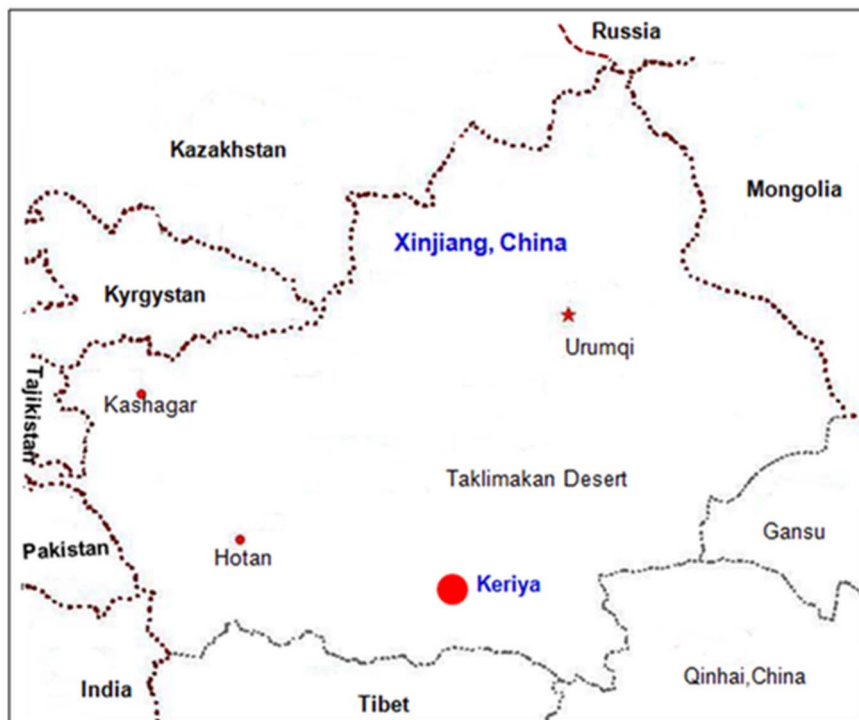 Russia
Kazakhstan
Mongolia
Xinjiang, China
Kyrgystan
Urumqi
Tajikistan
Kashagar
Taklimakan Desert
Gansu
Pakistan
Hotan
Keriya
Qinhai,China
India
Tibet